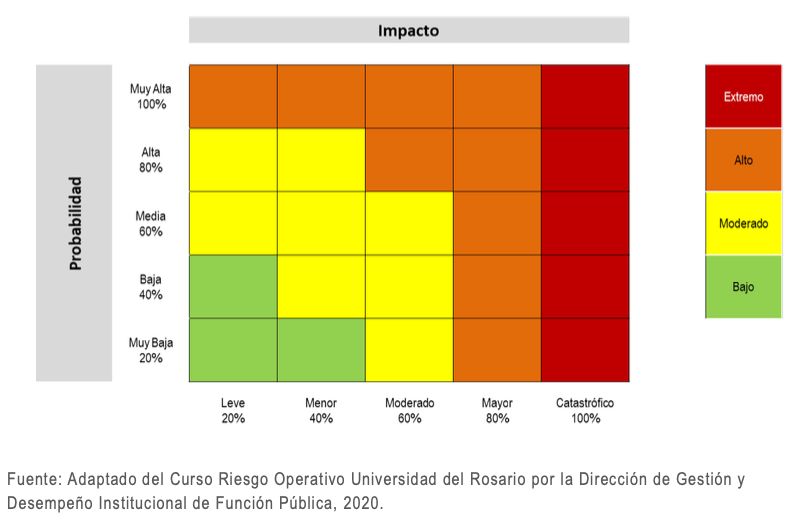 Impacto
Probabilidad
Muy Alta
100%
Alta
80%
Media
60%
Baja
40%
Muy Baja
20%
Leve
20%
Menor
40%
Moderado
60%
Mayor
80%
Catastrófico
100%
Extremo
Alto
Moderado
Bajo
Fuente: Adaptado del Curso Riesgo Operativo Universidad del Rosario por la Dirección de Gestión y
Desempeño Institucional de Función Pública, 2020.